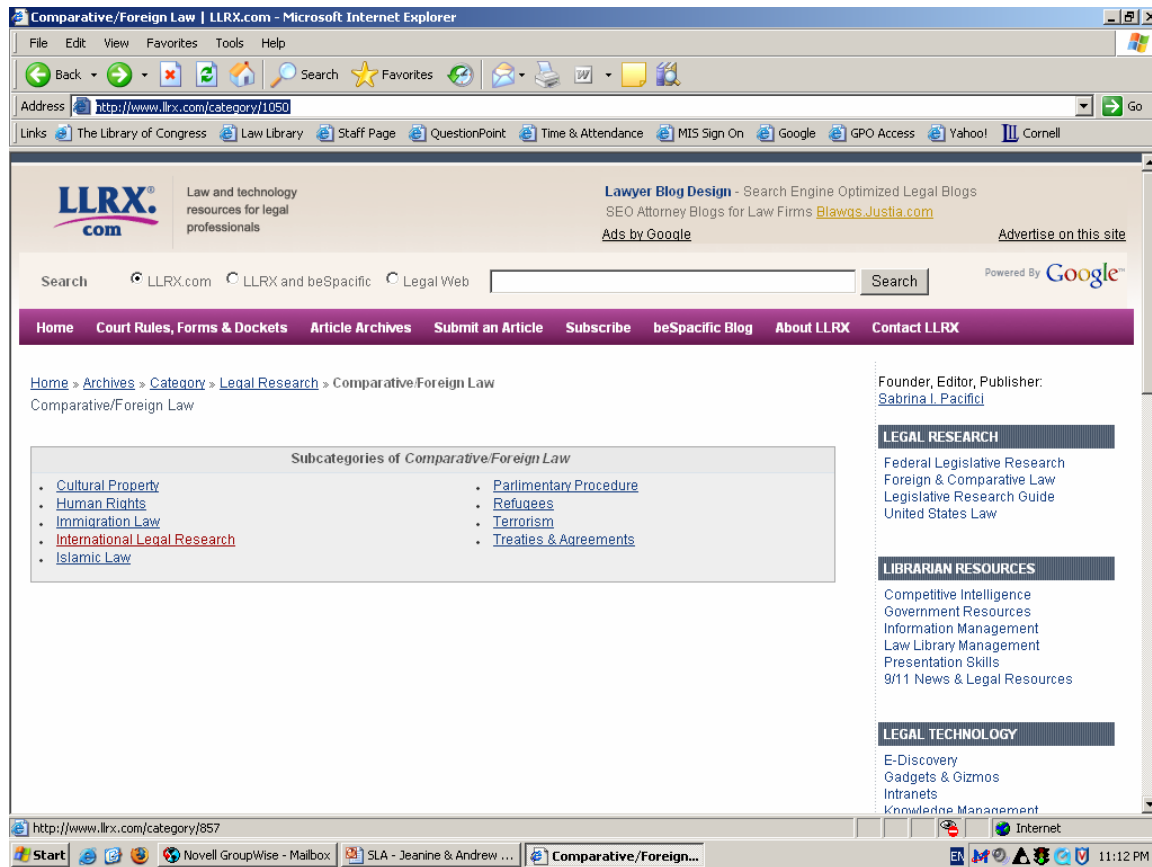 Comparative/Foreign Law | LLRX.com - Microsoft Internet Explorer
File Edit View Favorites Tools Help
Back Search Favorites
Address http://www.llrx.com/category/1050 Go
Links The Library of Congress Law Library Staff Page QuestionPoint Time & Attendance MIS Sign On Google GPO Access Yahoo! Cornell
LLRX.® com
Law and technology
resources for legal
professionals
Lawyer Blog Design - Search Engine Optimized Legal Blogs
SEO Attorney Blogs for Law Firms Blawgs.Justia.com
Ads by Google Advertise on this site
Search LLRX.com LLRX and beSpacific Legal Web Search Powered By Google™
Home Court Rules, Forms & Dockets Article Archives Submit an Article Subscribe beSpacific Blog About LLRX Contact LLRX
Home » Archives » Category » Legal Research » Comparative/Foreign Law
Comparative/Foreign Law
Subcategories of Comparative/Foreign Law
Cultural Property
Human Rights
Immigration Law
International Legal Research
Islamic Law
Parlimentary Procedure
Refugees
Terrorism
Treaties & Agreements
Founder, Editor, Publisher:
Sabrina I. Pacifici
LEGAL RESEARCH
Federal Legislative Research
Foreign & Comparative Law
Legislative Research Guide
United States Law
LIBRARIAN RESOURCES
Competitive Intelligence
Government Resources
Information Management
Law Library Management
Presentation Skills
9/11 News & Legal Resources
LEGAL TECHNOLOGY
E-Discovery
Gadgets & Gizmos
Intranets
Knowledge Management
http://www.llrx.com/category/857 Internet
Start Novell GroupWise - Mailbox SLA - Jeanine & Andrew ... Comparative/Foreign... EN 11:12 PM